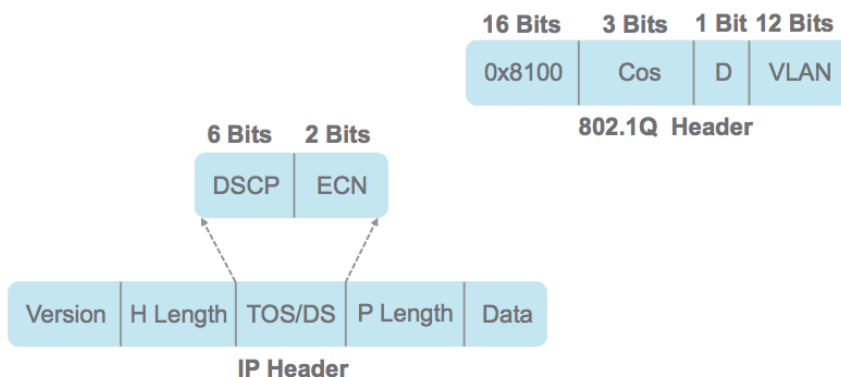 16 Bits 3 Bits 1 Bit 12 Bits
0x8100 Cos D VLAN
802.1Q Header
6 Bits 2 Bits
DSCP ECN
Version H Length TOS/DS P Length Data
IP Header